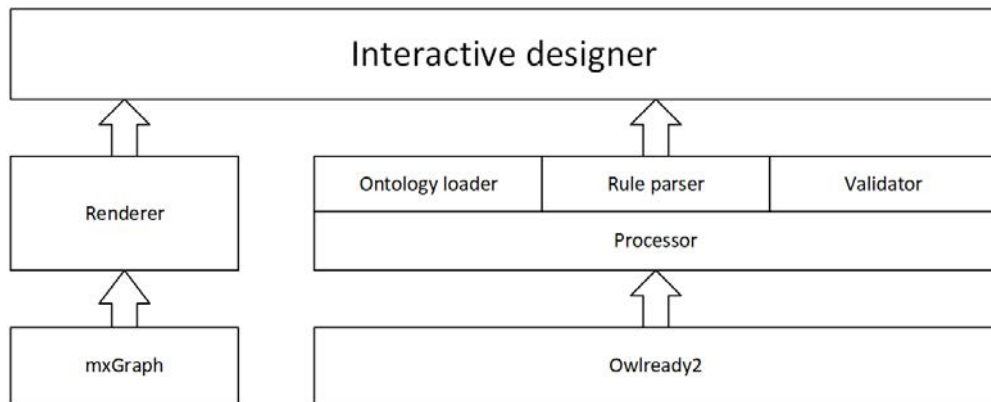 Interactive designer
Ontology loader
Rule parser
Validator
Renderer
Processor
mxGraph
Owlready2